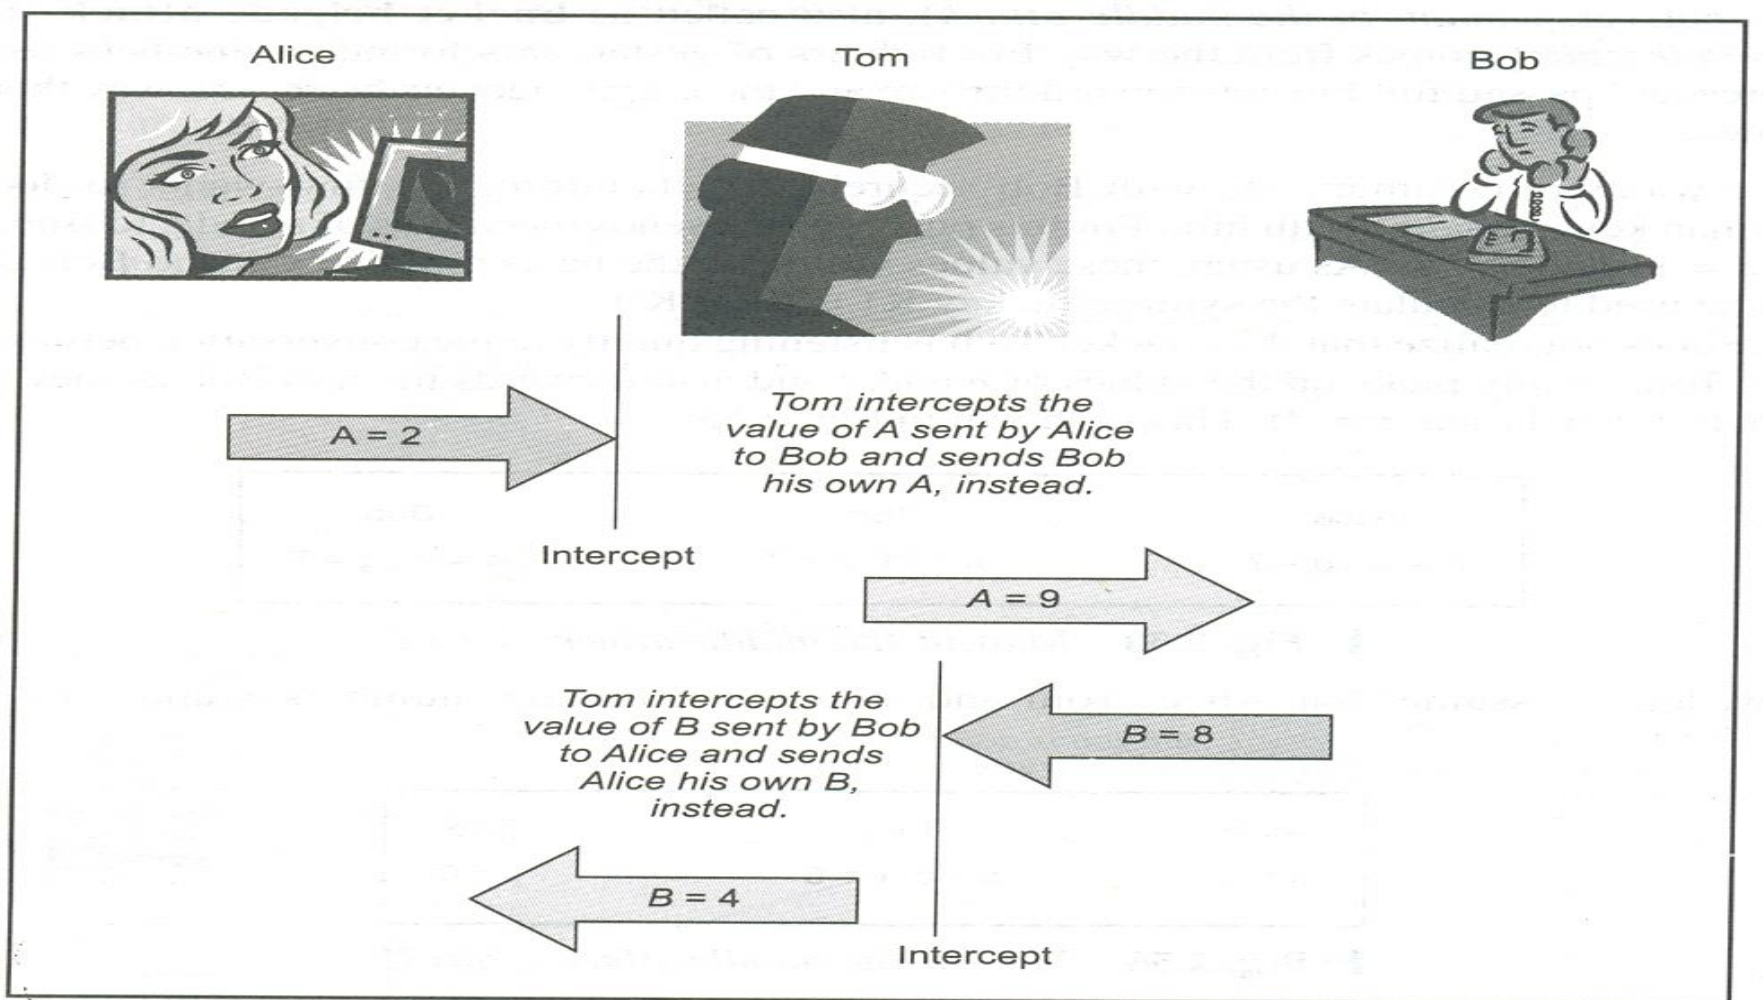 Alice
Tom
Bob
A = 2
Tom intercepts the
value of A sent by Alice
to Bob and sends Bob
his own A, instead.
Intercept
A = 9
Tom intercepts the
value of B sent by Bob
to Alice and sends
Alice his own B,
instead.
B = 8
B = 4
Intercept